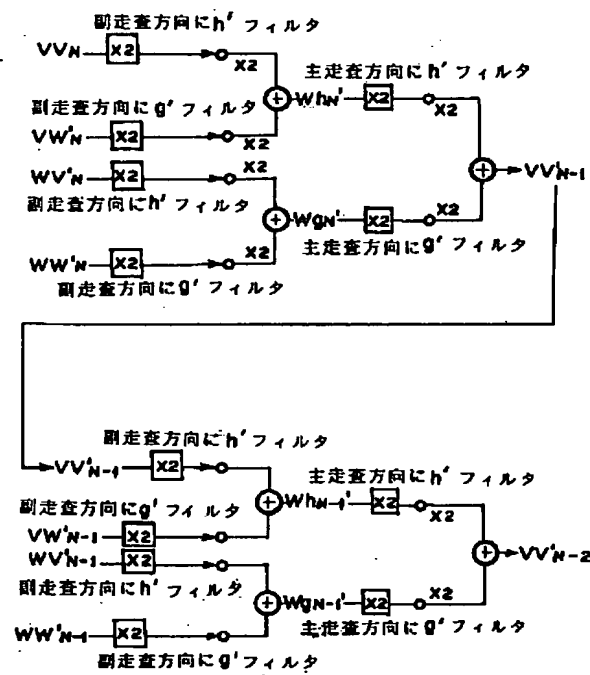 副走査方向にh' フィルタ
VVN X2 X2
主走査方向にh' フィルタ
WhN' X2 X2
副走査方向にg' フィルタ
VW'N X2 X2
WV'N X2 X2
VV'N-1
副走査方向にh' フィルタ
WgN' X2 X2
主走査方向にg' フィルタ
WW'N X2 X2
副走査方向にg' フィルタ
副走査方向にh' フィルタ
VV'N-1 X2
主走査方向にh' フィルタ
WhN-1' X2 X2
副走査方向にg' フィルタ
VW'N-1 X2
WV'N-1 X2
VV'N-2
副走査方向にh' フィルタ
WgN-1' X2 X2
主走査方向にg' フィルタ
WW'N-1 X2
副走査方向にg' フィルタ